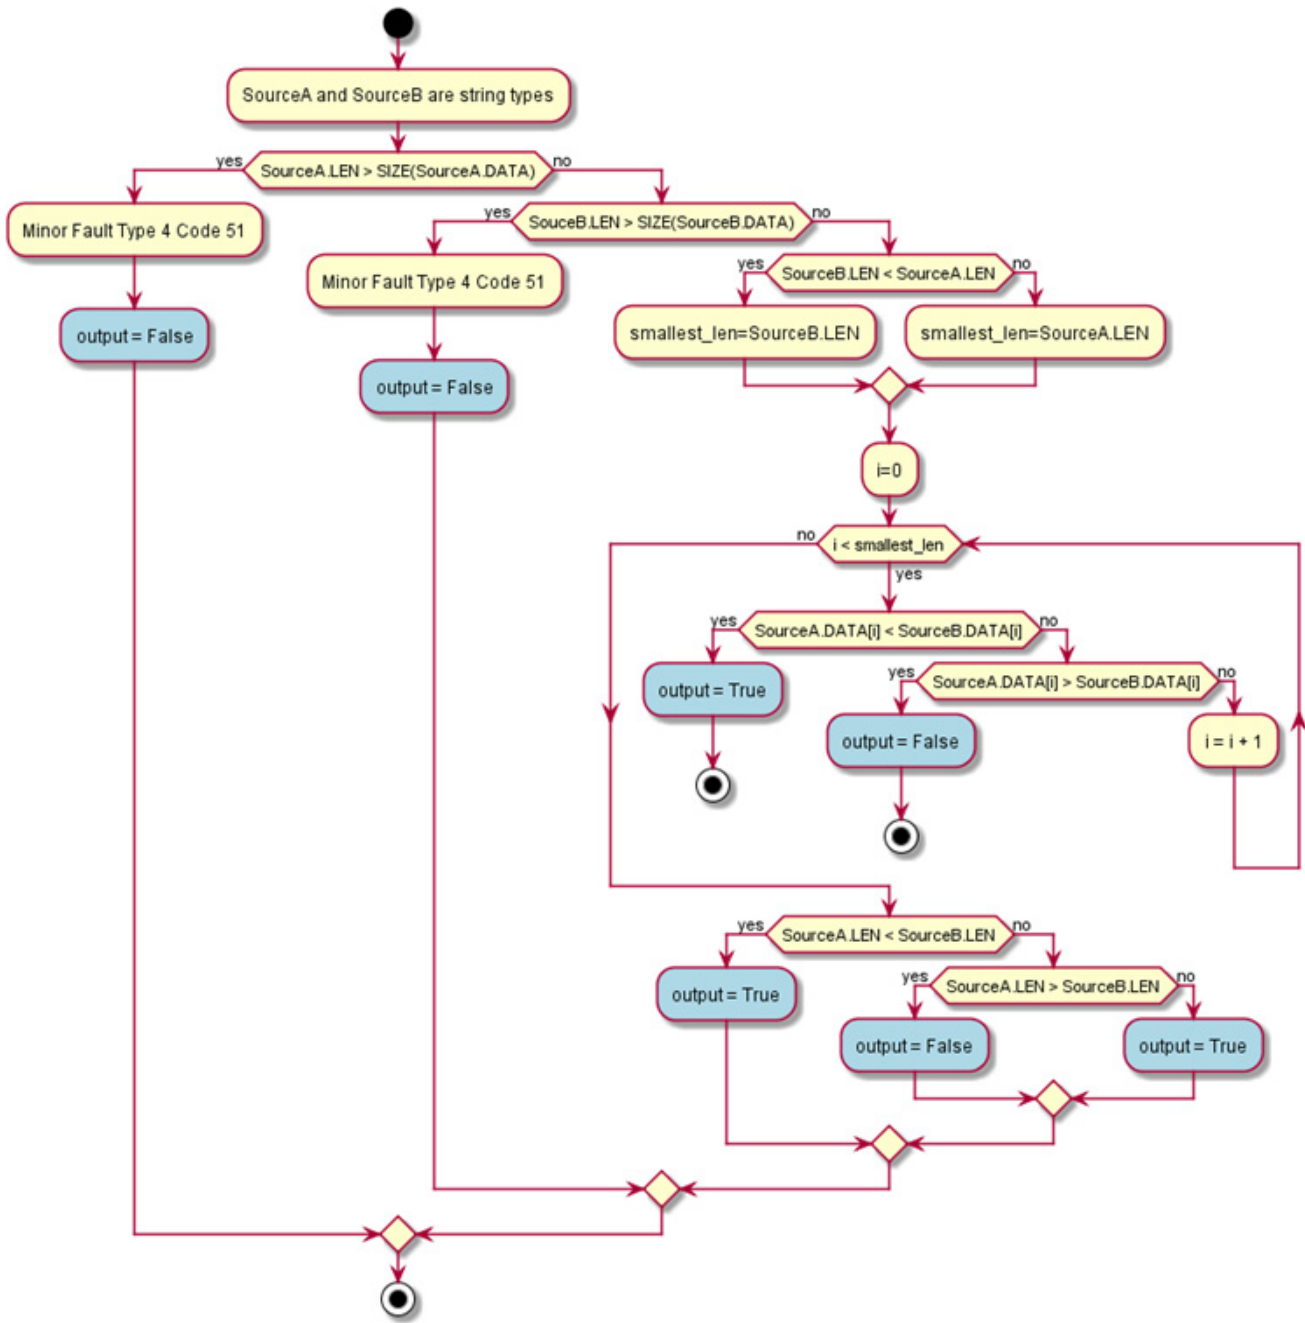 SourceA and SourceB are string types
yes
SourceA.LEN > SIZE(SourceA.DATA)
no
Minor Fault Type 4 Code 51
output = False
yes
SouceB.LEN > SIZE(SourceB.DATA)
no
Minor Fault Type 4 Code 51
output = False
yes
SourceB.LEN < SourceA.LEN
no
smallest_len=SourceB.LEN
smallest_len=SourceA.LEN
i=0
no
i < smallest_len
yes
yes
SourceA.DATA[i] < SourceB.DATA[i]
no
output = True
yes
SourceA.DATA[i] > SourceB.DATA[i]
no
output = False
i = i + 1
yes
SourceA.LEN < SourceB.LEN
no
output = True
yes
SourceA.LEN > SourceB.LEN
no
output = False
output = True